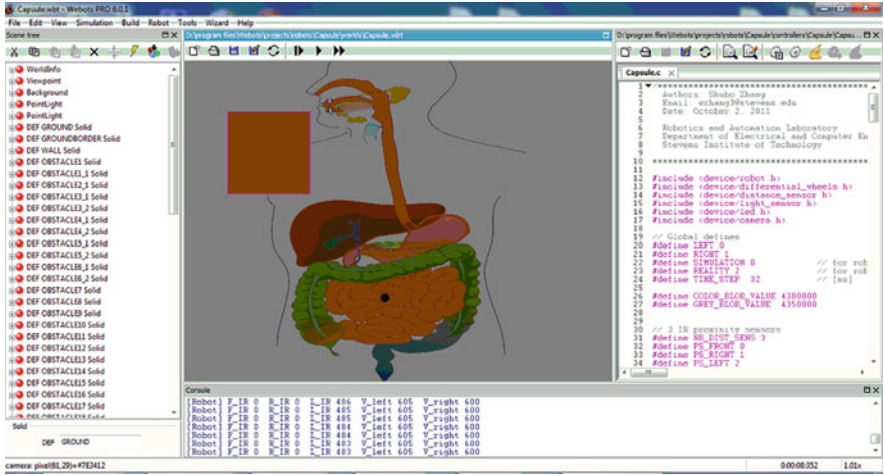 Capsule.wbt - Webots PRO 6.0.1
File Edit View Simulation Build Robot Tools Wizard Help
Scene tree
D:\program files\Webots\projects\robots\Capsule\worlds\Capsule.wbt
D:\program files\Webots\projects\robots\Capsule\controllers\Capsule\Capsu...
WorldInfo
Viewpoint
Background
PointLight
PointLight
DEF GROUND Solid
DEF GROUNDBORDER Solid
DEF WALL Solid
DEF OBSTACLE1 Solid
DEF OBSTACLE1_1 Solid
DEF OBSTACLE2_1 Solid
DEF OBSTACLE3_1 Solid
DEF OBSTACLE3_2 Solid
DEF OBSTACLE4_1 Solid
DEF OBSTACLE4_2 Solid
DEF OBSTACLE5_1 Solid
DEF OBSTACLE5_2 Solid
DEF OBSTACLE6_1 Solid
DEF OBSTACLE6_2 Solid
DEF OBSTACLE7 Solid
DEF OBSTACLE8 Solid
DEF OBSTACLE9 Solid
DEF OBSTACLE10 Solid
DEF OBSTACLE11 Solid
DEF OBSTACLE12 Solid
DEF OBSTACLE13 Solid
DEF OBSTACLE14 Solid
DEF OBSTACLE15 Solid
DEF OBSTACLE16 Solid
DEF OBSTACLE17 Solid
DEF OBSTACLE18 Solid
Solid
DEF GROUND
Capsule.c
1 /**********************************
2 Authors: Shubo Zhang
3 Email: szhang3@stevens.edu
4 Date: October 2, 2011
5
6 Robotics and Automation Laboratory
7 Department of Electrical and Computer En
8 Stevens Institute of Technology
9
10 **********************************
11
12 #include <device/robot.h>
13 #include <device/differential_wheels.h>
14 #include <device/distance_sensor.h>
15 #include <device/light_sensor.h>
16 #include <device/led.h>
17 #include <device/camera.h>
18
19 // Global defines
20 #define LEFT 0
21 #define RIGHT 1
22 #define SIMULATION 0 // for rob
23 #define REALITY 2 // for rob
24 #define TIME_STEP 32 // [ms]
25
26 #define COLOR_BLOB_VALUE 4300000
27 #define GREY_BLOB_VALUE 4350000
28
29
30 // 3 IR proximity sensors
31 #define NB_DIST_SENS 3
32 #define PS_FRONT 0
33 #define PS_RIGHT 1
34 #define PS_LEFT 2
Console
[Robot] F_IR 0 R_IR 0 L_IR 486 V_left 605 V_right 600
[Robot] F_IR 0 R_IR 0 L_IR 485 V_left 605 V_right 600
[Robot] F_IR 0 R_IR 0 L_IR 485 V_left 605 V_right 600
[Robot] F_IR 0 R_IR 0 L_IR 484 V_left 605 V_right 600
[Robot] F_IR 0 R_IR 0 L_IR 484 V_left 605 V_right 600
[Robot] F_IR 0 R_IR 0 L_IR 483 V_left 605 V_right 600
[Robot] F_IR 0 R_IR 0 L_IR 483 V_left 605 V_right 600
camera: pixel(61,29)=#7E3412
0:00:08:352 1.01x